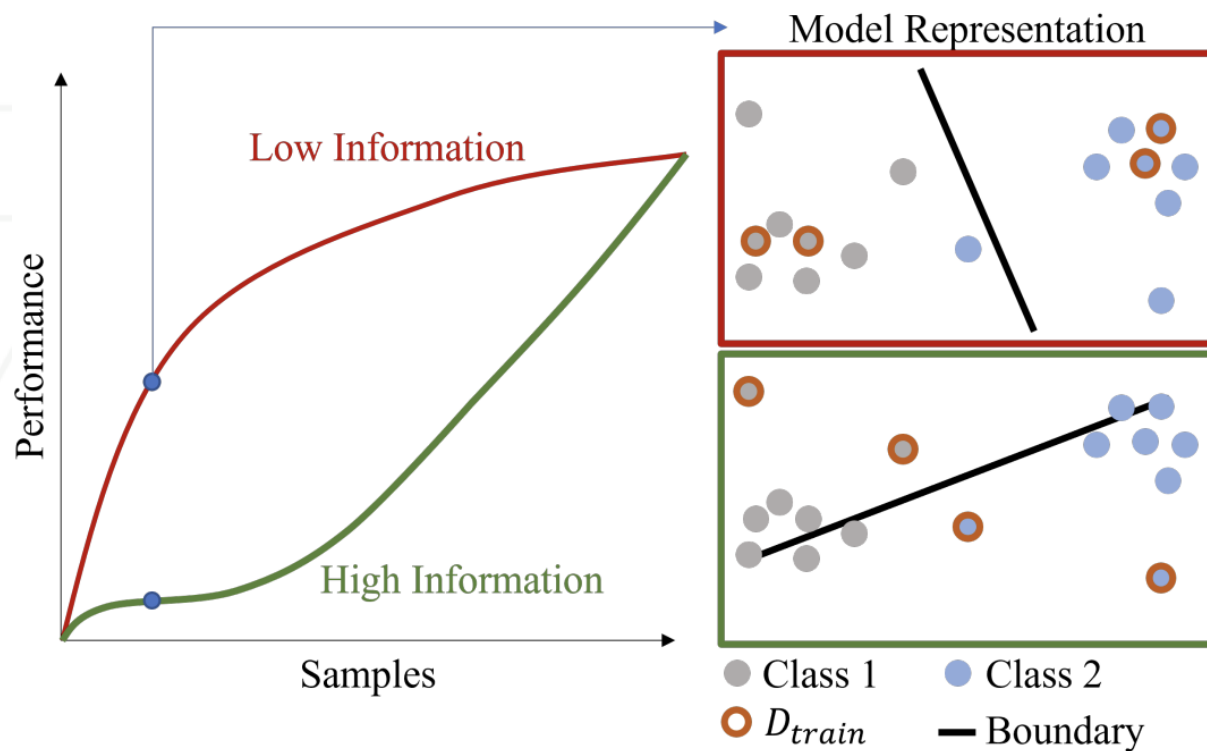 Model Representation
Low Information
Performance
High Information
Samples
Class 1
Class 2
D_train
Boundary